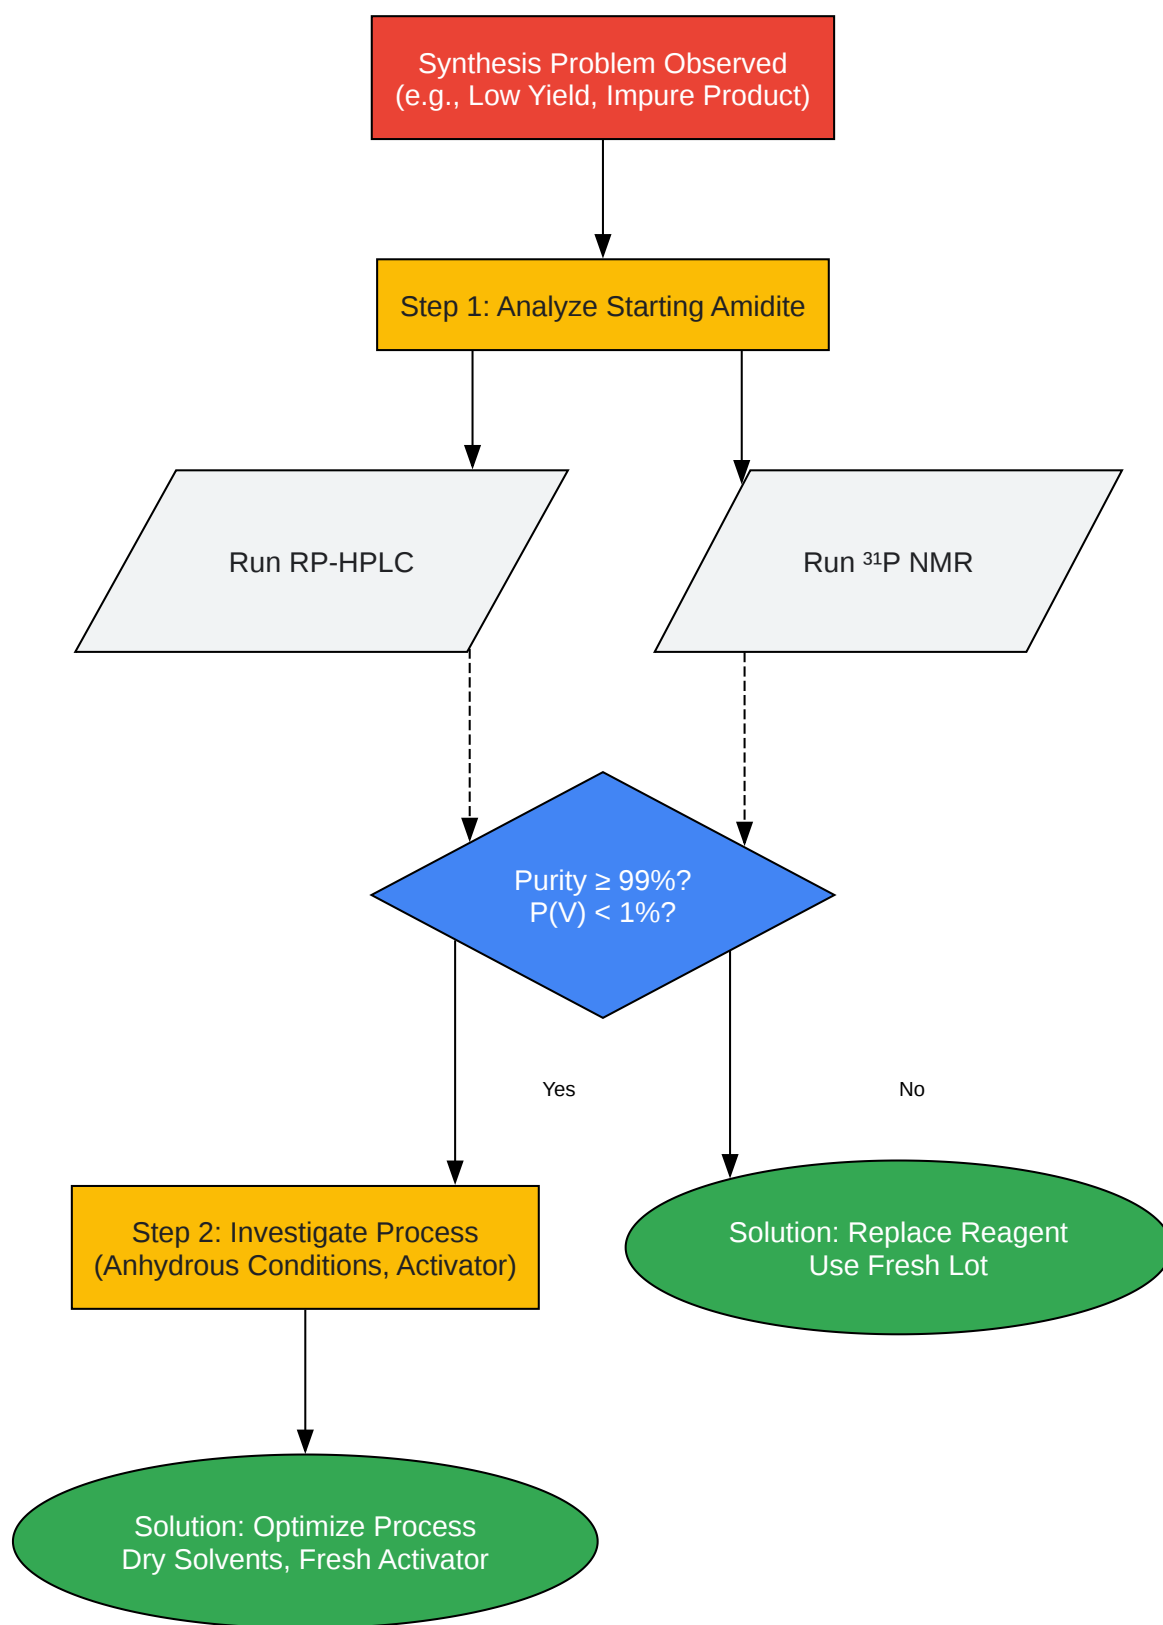 Synthesis Problem Observed
(e.g., Low Yield, Impure Product)
Step 1: Analyze Starting Amidite
Run RP-HPLC
Run ³¹P NMR
Purity ≥ 99%?
P(V) < 1%?
Yes
No
Step 2: Investigate Process
(Anhydrous Conditions, Activator)
Solution: Replace Reagent
Use Fresh Lot
Solution: Optimize Process
Dry Solvents, Fresh Activator